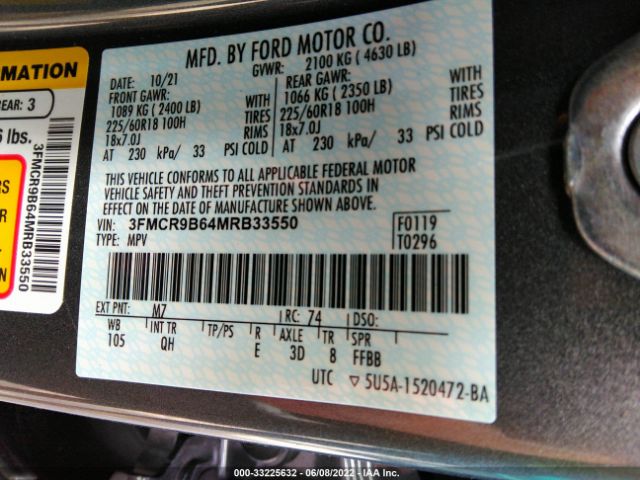 RMATION
EAR: 3
lbs.
RS
3FMCR9B64MRB33550
MFD. BY FORD MOTOR CO.
DATE: 10/21 GVWR: 2100 KG ( 4630 LB)
FRONT GAWR: REAR GAWR:
1089 KG ( 2400 LB) WITH 1066 KG ( 2350 LB) WITH
225/60R18 100H TIRES 225/60R18 100H TIRES
18x7.0J RIMS 18x7.0J RIMS
AT 230 kPa/ 33 PSI COLD AT 230 kPa/ 33 PSI COLD
THIS VEHICLE CONFORMS TO ALL APPLICABLE FEDERAL MOTOR
VEHICLE SAFETY AND THEFT PREVENTION STANDARDS IN
EFFECT ON THE DATE OF MANUFACTURE SHOWN ABOVE.
VIN: 3FMCR9B64MRB33550 F0119
TYPE: MPV T0296
EXT PNT: M7 RC: 74 DSO:
WB INT TR TP/PS R AXLE TR SPR
105 QH E 3D 8 FFBB
UTC ▽ 5U5A-1520472-BA
000-33225632 - 06/08/2022 - IAAI.COM